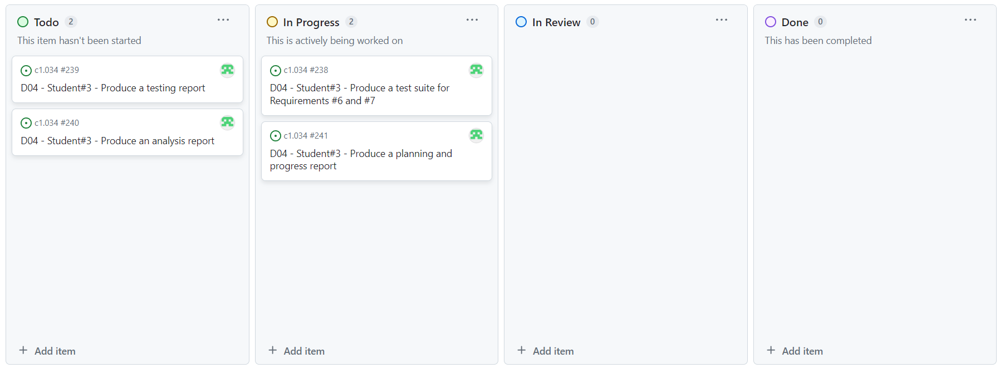 Todo 2 ...
This item hasn't been started
c1.034 #239
D04 - Student#3 - Produce a testing report
c1.034 #240
D04 - Student#3 - Produce an analysis report
+ Add item
In Progress 2 ...
This is actively being worked on
c1.034 #238
D04 - Student#3 - Produce a test suite for
Requirements #6 and #7
c1.034 #241
D04 - Student#3 - Produce a planning and
progress report
+ Add item
In Review 0 ...
+ Add item
Done 0 ...
This has been completed
+ Add item